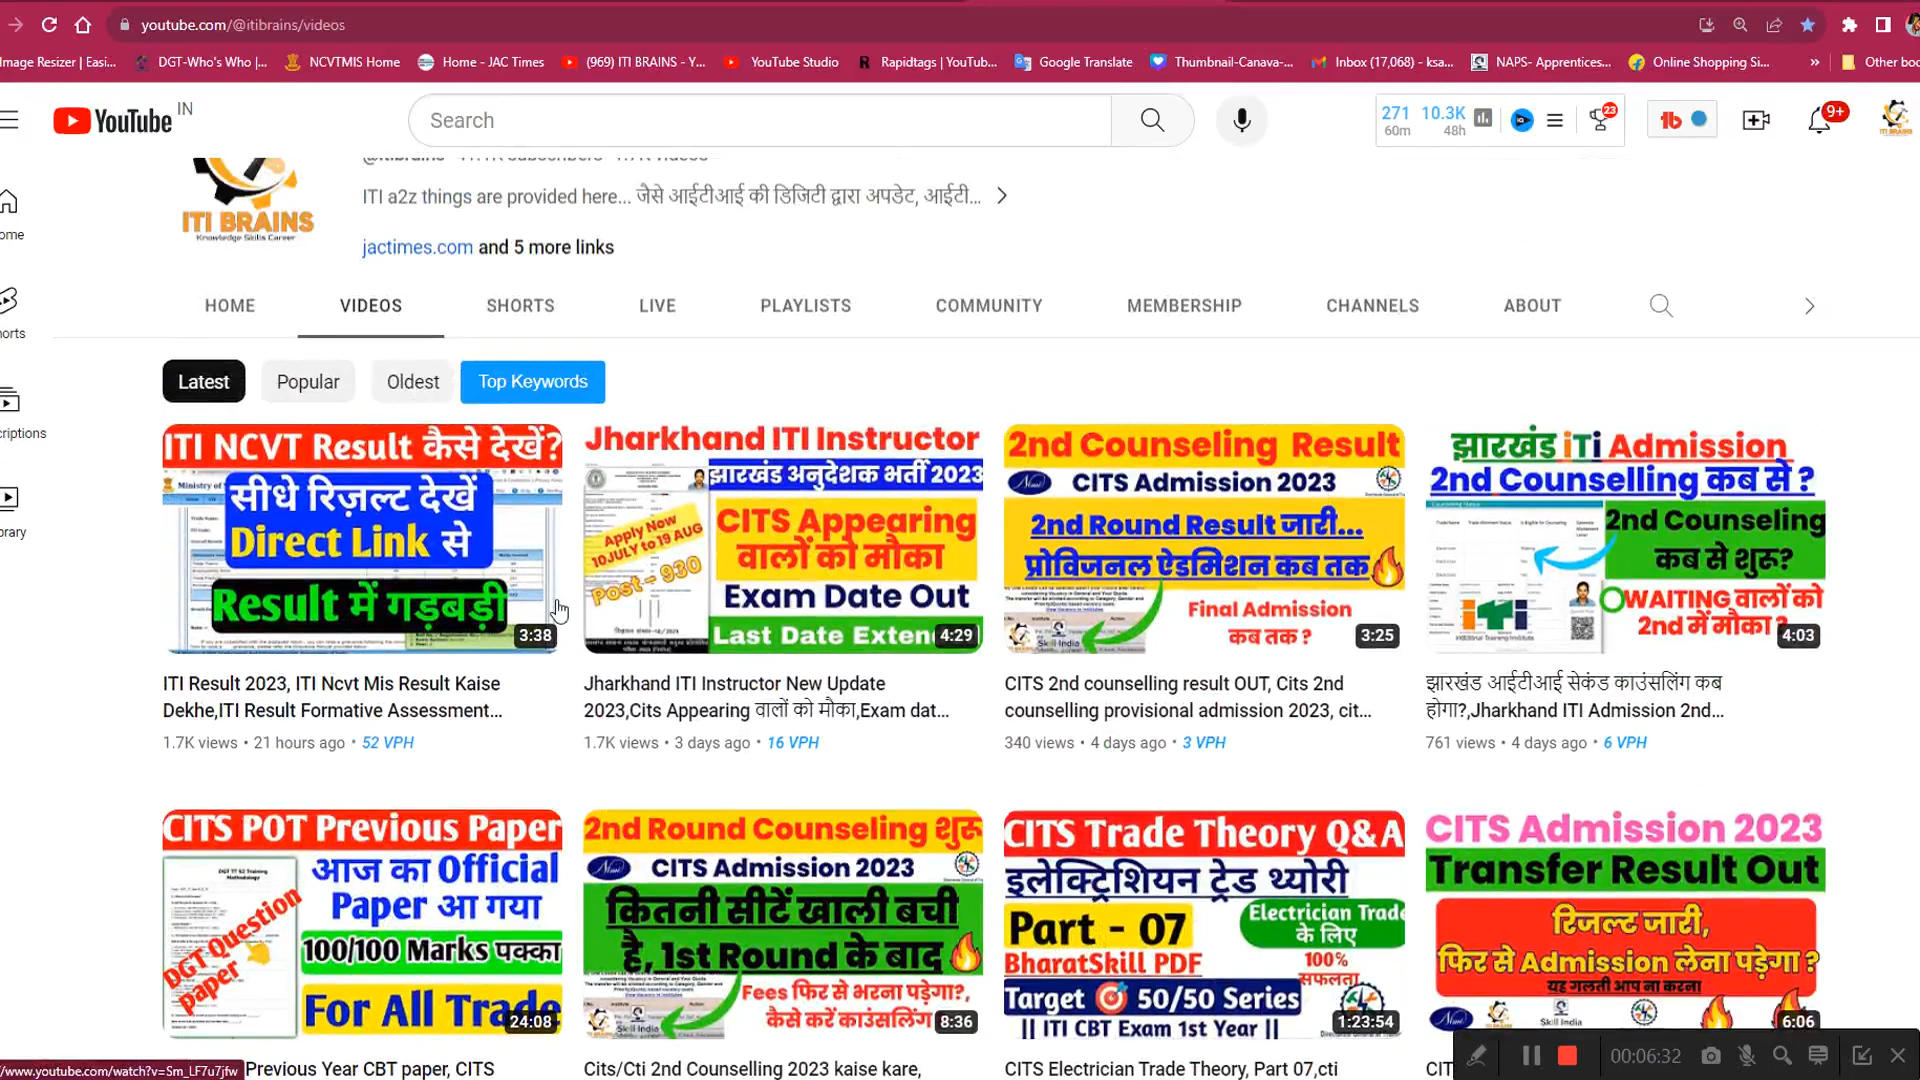 youtube.com/@itibrains/videos
Image Resizer | Easi...
DGT-Who's Who |...
NCVTMIS Home
Home - JAC Times
(969) ITI BRAINS - Y...
YouTube Studio
Rapidtags | YouTub...
Google Translate
Thumbnail-Canava-...
Inbox (17,068) - ksa...
NAPS- Apprentices...
Online Shopping Si...
»
Other boo
YouTube IN
Search
271 10.3K
60m 48h
23
9+
ITI a2z things are provided here... जैसे आईटीआई की डिजिटी द्वारा अपडेट, आईटी...
ITI BRAINS
Knowledge Skills Career
jactimes.com and 5 more links
ome
HOME VIDEOS SHORTS LIVE PLAYLISTS COMMUNITY MEMBERSHIP CHANNELS ABOUT
orts
Latest Popular Oldest Top Keywords
criptions
brary
ITI NCVT Result कैसे देखें?
सीधे रिज़ल्ट देखें
Direct Link से
Result में गड़बड़ी
3:38
Jharkhand ITI Instructor
झारखंड अनुदेशक भर्ती 2023
Apply Now
10JULY to 19 AUG
Post - 930
CITS Appearing
वालों को मौका
Exam Date Out
Last Date Exten
4:29
2nd Counseling Result
CITS Admission 2023
2nd Round Result जारी...
प्रोविजनल ऐडमिशन कब तक
Final Admission
कब तक ?
Skill India
3:25
झारखंड iTi Admission
2nd Counselling कब से ?
2nd Counseling
कब से शुरू?
WAITING वालों को
2nd में मौका ?
4:03
ITI Result 2023, ITI Ncvt Mis Result Kaise
Dekhe,ITI Result Formative Assessment...
1.7K views • 21 hours ago • 52 VPH
Jharkhand ITI Instructor New Update
2023,Cits Appearing वालों को मौका,Exam dat...
1.7K views • 3 days ago • 16 VPH
CITS 2nd counselling result OUT, Cits 2nd
counselling provisional admission 2023, cit...
340 views • 4 days ago • 3 VPH
झारखंड आईटीआई सेकंड काउंसलिंग कब
होगा?,Jharkhand ITI Admission 2nd...
761 views • 4 days ago • 6 VPH
CITS POT Previous Paper
आज का Official
Paper आ गया
DGT Question
paper
100/100 Marks पक्का
For All Trade
24:08
2nd Round Counseling शुरू
CITS Admission 2023
कितनी सीटें खाली बची
है, 1st Round के बाद
Fees फिर से भरना पड़ेगा?,
कैसे करें काउंसलिंग
Skill India
8:36
CITS Trade Theory Q&A
इलेक्ट्रिशियन ट्रेड थ्योरी
Part - 07
Electrician Trade
के लिए
BharatSkill PDF
100%
सफलता
Target 50/50 Series
|| ITI CBT Exam 1st Year ||
1:23:54
CITS Admission 2023
Transfer Result Out
रिजल्ट जारी,
फिर से Admission लेना पड़ेगा ?
यह गलती आप ना करना
Skill India
6:06
Previous Year CBT paper, CITS
Cits/Cti 2nd Counselling 2023 kaise kare,
CITS Electrician Trade Theory, Part 07,cti
/www.youtube.com/watch?v=Sm_LF7u7jfw
00:06:32